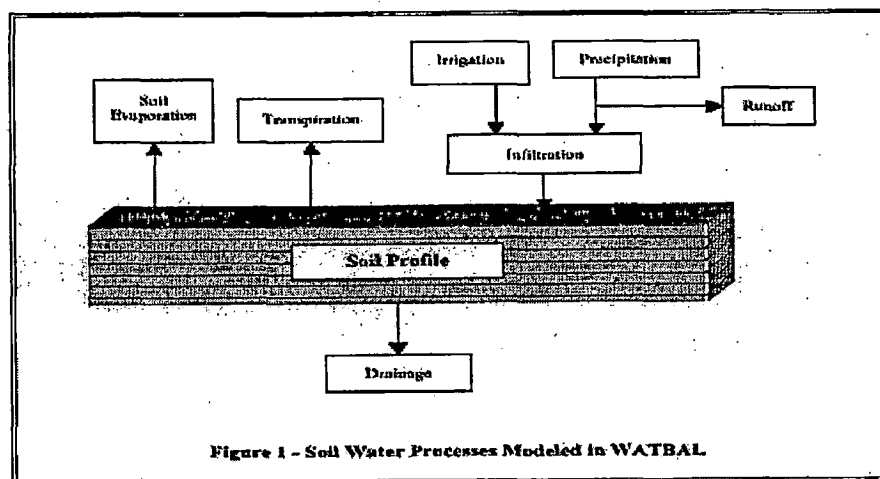 Irrigation
Precipitation
Soil
Evaporation
Transpiration
Runoff
Infiltration
Soil Profile
Drainage
Figure 1 - Soil Water Processes Modeled in WATBAL